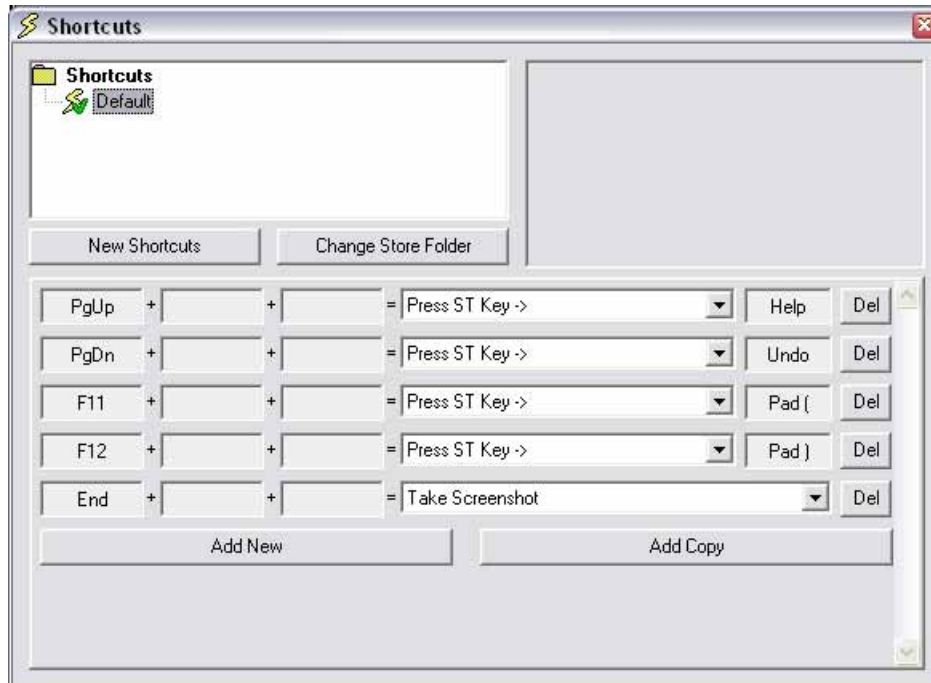 Shortcuts
Shortcuts
Default
New Shortcuts Change Store Folder
PgUp + + = Press ST Key -> Help Del
PgDn + + = Press ST Key -> Undo Del
F11 + + = Press ST Key -> Pad ( Del
F12 + + = Press ST Key -> Pad ) Del
End + + = Take Screenshot Del
Add New Add Copy